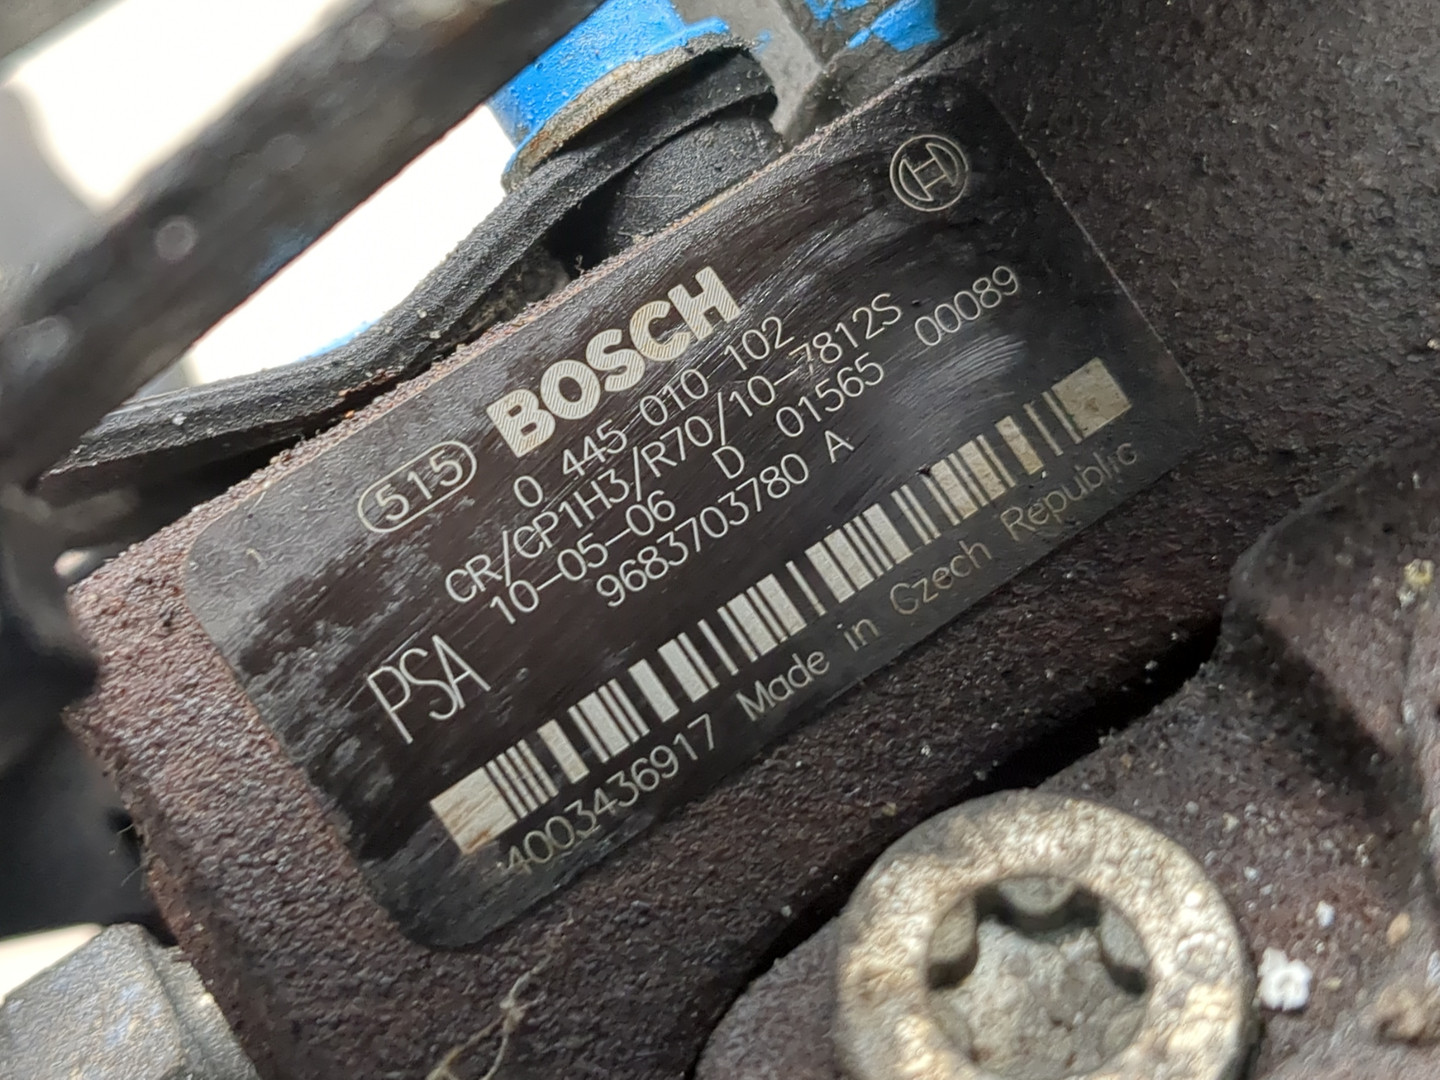 515 BOSCH
0 445 010 102
CR/CP1H3/R70/10-7812S
10-05-06 D 01565 00089
9683703780 A
PSA
4003436917 Made in Czech Republic